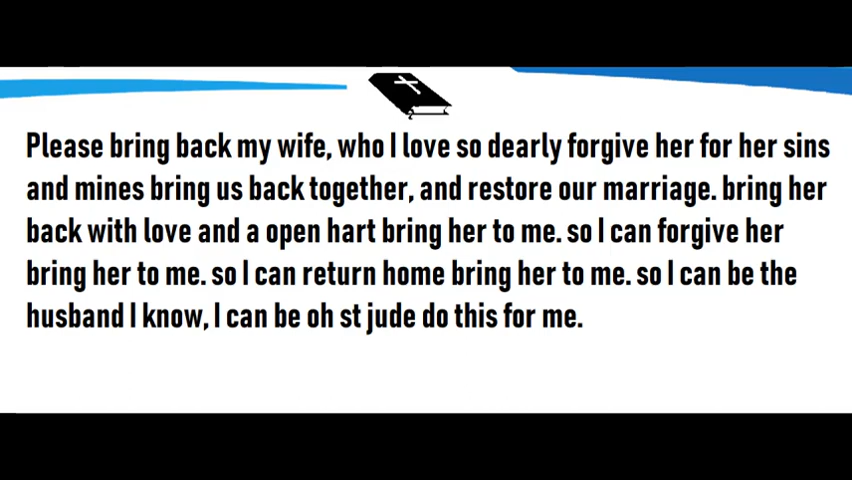 Please bring back my wife, who I love so dearly forgive her for her sins
and mines bring us back together, and restore our marriage. bring her
back with love and a open hart bring her to me. so I can forgive her
bring her to me. so I can return home bring her to me. so I can be the
husband I know, I can be oh st jude do this for me.